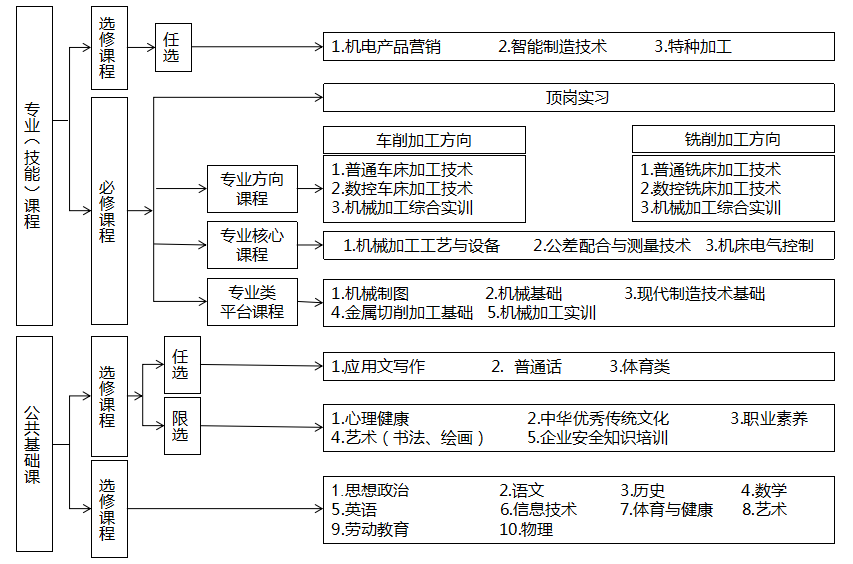 专业（技能）课程
选修课程
任选
1.机电产品营销 2.智能制造技术 3.特种加工
必修课程
顶岗实习
专业方向
课程
车削加工方向
1.普通车床加工技术
2.数控车床加工技术
3.机械加工综合实训
铣削加工方向
1.普通铣床加工技术
2.数控铣床加工技术
3.机械加工综合实训
专业核心
课程
1.机械加工工艺与设备 2.公差配合与测量技术 3.机床电气控制
专业类
平台课程
1.机械制图 2.机械基础 3.现代制造技术基础
4.金属切削加工基础 5.机械加工实训
公共基础课
选修课程
任选
1.应用文写作 2. 普通话 3.体育类
限选
1.心理健康 2.中华优秀传统文化 3.职业素养
4.艺术（书法、绘画） 5.企业安全知识培训
选修课程
1.思想政治 2.语文 3.历史 4.数学
5.英语 6.信息技术 7.体育与健康 8.艺术
9.劳动教育 10.物理